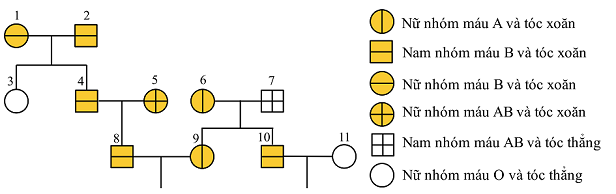 1 2
3 4 5 6 7
8 9 10 11
Nữ nhóm máu A và tóc xoăn
Nam nhóm máu B và tóc xoăn
Nữ nhóm máu B và tóc xoăn
Nữ nhóm máu AB và tóc xoăn
Nam nhóm máu AB và tóc thẳng
Nữ nhóm máu O và tóc thẳng